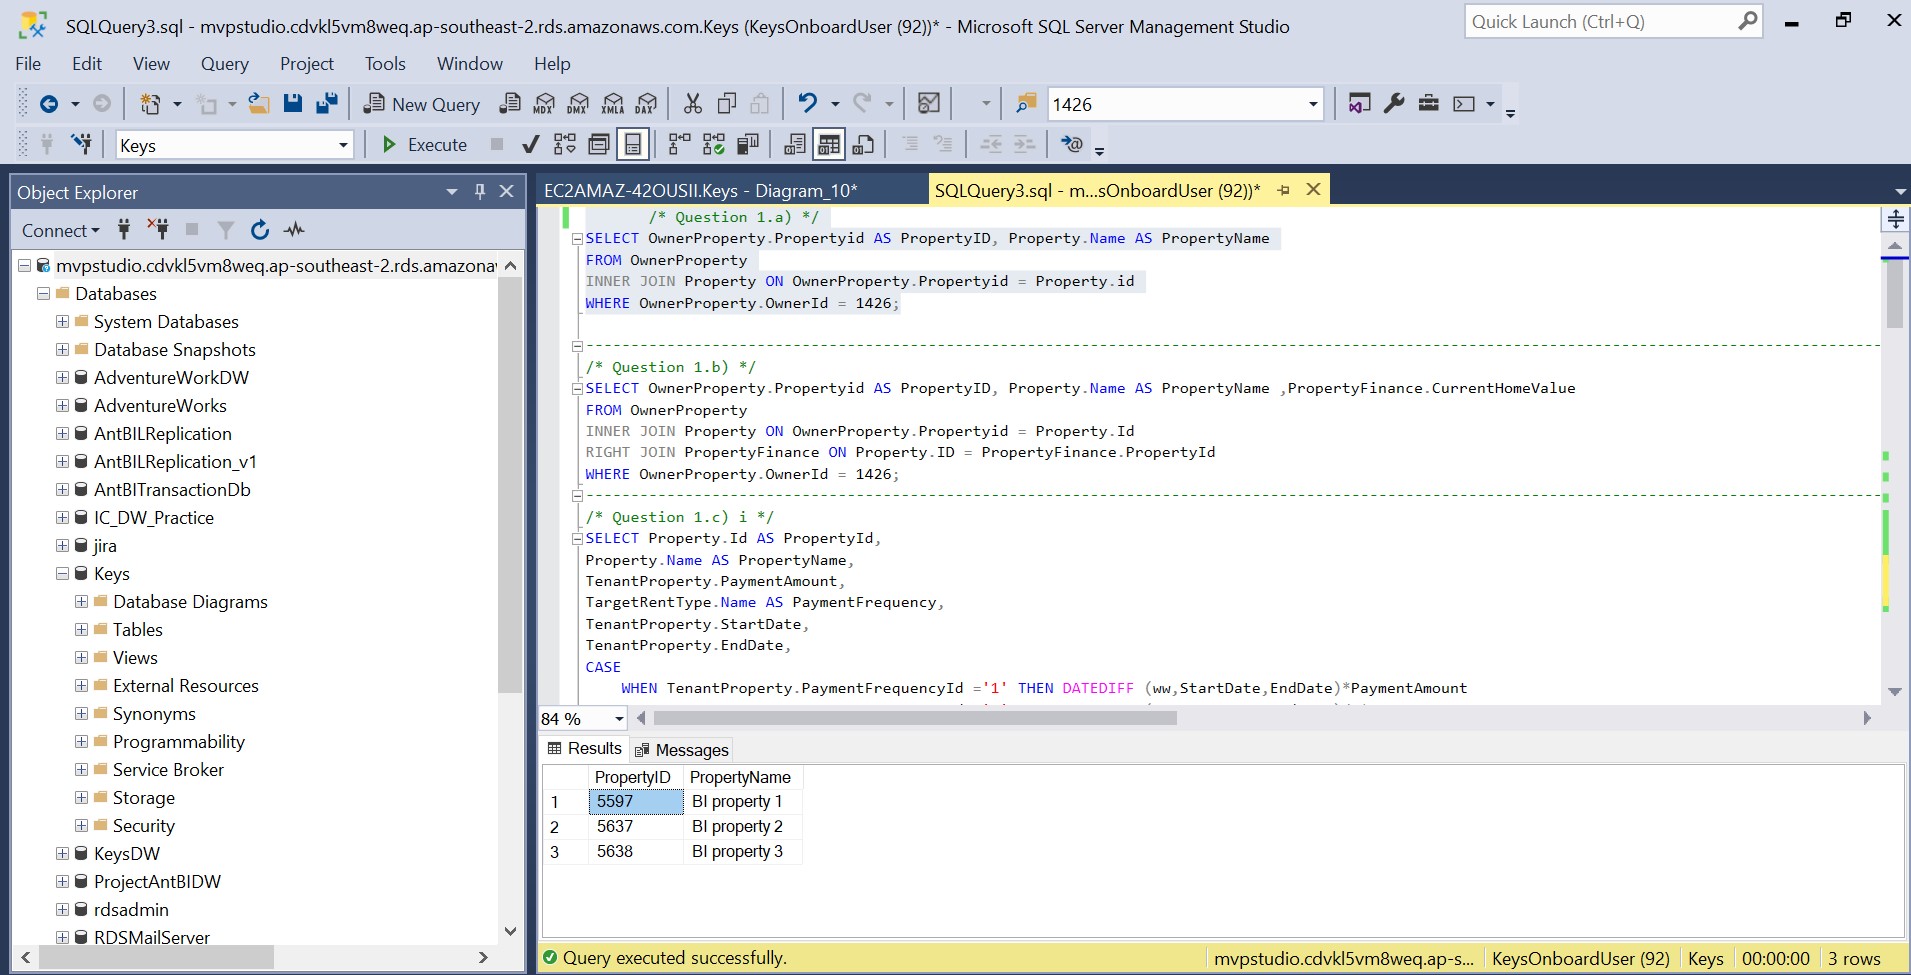 SQLQuery3.sql - mvpstudio.cdvkl5vm8weq.ap-southeast-2.rds.amazonaws.com.Keys (KeysOnboardUser (92))* - Microsoft SQL Server Management Studio
Quick Launch (Ctrl+Q)
File Edit View Query Project Tools Window Help
New Query MDX DMX XMLA DAX 1426
Keys Execute
Object Explorer
EC2AMAZ-42OUSII.Keys - Diagram_10*
SQLQuery3.sql - m...sOnboardUser (92))*
Connect
mvpstudio.cdvkl5vm8weq.ap-southeast-2.rds.amazona
Databases
System Databases
Database Snapshots
AdventureWorkDW
AdventureWorks
AntBILReplication
AntBILReplication_v1
AntBITransactionDb
IC_DW_Practice
jira
Keys
Database Diagrams
Tables
Views
External Resources
Synonyms
Programmability
Service Broker
Storage
Security
KeysDW
ProjectAntBIDW
rdsadmin
RDSMailServer
/* Question 1.a) */
SELECT OwnerProperty.Propertyid AS PropertyID, Property.Name AS PropertyName
FROM OwnerProperty
INNER JOIN Property ON OwnerProperty.Propertyid = Property.id
WHERE OwnerProperty.OwnerId = 1426;
/* Question 1.b) */
SELECT OwnerProperty.Propertyid AS PropertyID, Property.Name AS PropertyName ,PropertyFinance.CurrentHomeValue
FROM OwnerProperty
INNER JOIN Property ON OwnerProperty.Propertyid = Property.Id
RIGHT JOIN PropertyFinance ON Property.ID = PropertyFinance.PropertyId
WHERE OwnerProperty.OwnerId = 1426;
/* Question 1.c) i */
SELECT Property.Id AS PropertyId,
Property.Name AS PropertyName,
TenantProperty.PaymentAmount,
TargetRentType.Name AS PaymentFrequency,
TenantProperty.StartDate,
TenantProperty.EndDate,
CASE
WHEN TenantProperty.PaymentFrequencyId ='1' THEN DATEDIFF (ww,StartDate,EndDate)*PaymentAmount
84 %
Results Messages
PropertyID PropertyName
1 5597 BI property 1
2 5637 BI property 2
3 5638 BI property 3
Query executed successfully.
mvpstudio.cdvkl5vm8weq.ap-s... KeysOnboardUser (92) Keys 00:00:00 3 rows